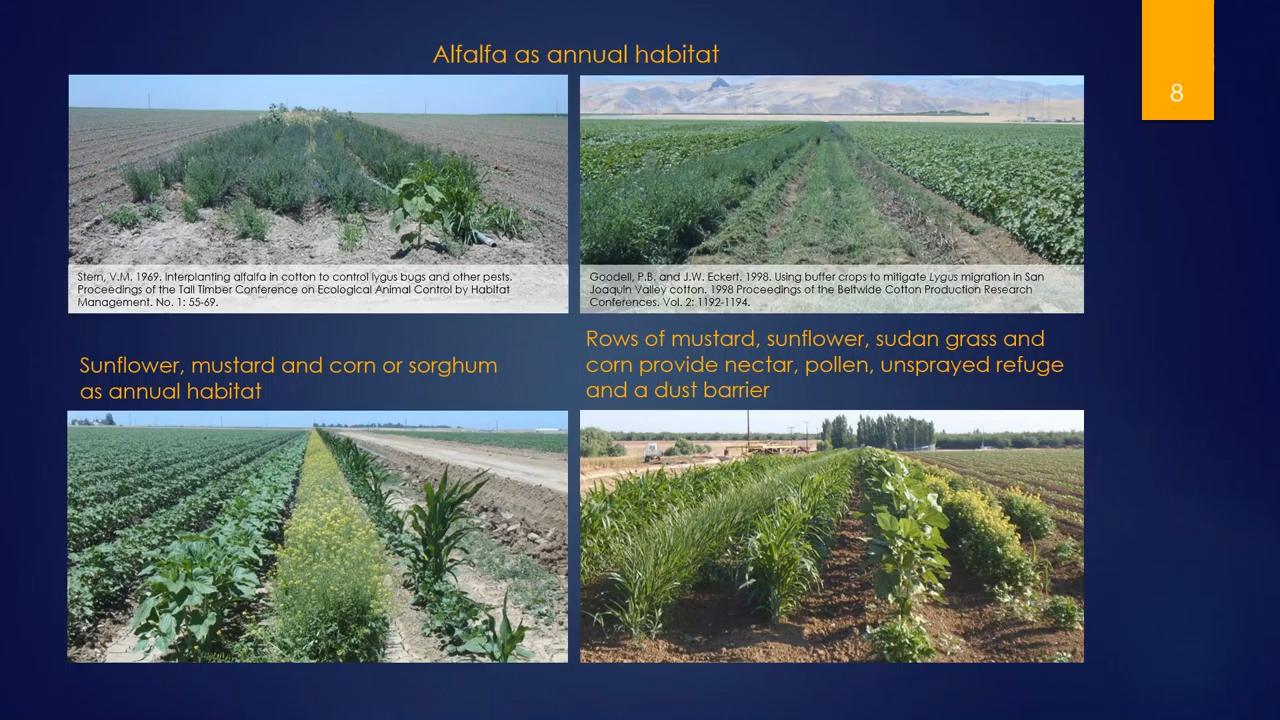 Alfalfa as annual habitat
8
Stern, V.M. 1969. Interplanting alfalfa in cotton to control lygus bugs and other pests.
Proceedings of the Tall Timber Conference on Ecological Animal Control by Habitat
Management. No. 1: 55-69.
Goodell, P.B. and J.W. Eckert. 1998. Using buffer crops to mitigate Lygus migration in San
Joaquin Valley cotton. 1998 Proceedings of the Beltwide Cotton Production Research
Conferences. Vol. 2: 1192-1194.
Sunflower, mustard and corn or sorghum
as annual habitat
Rows of mustard, sunflower, sudan grass and
corn provide nectar, pollen, unsprayed refuge
and a dust barrier